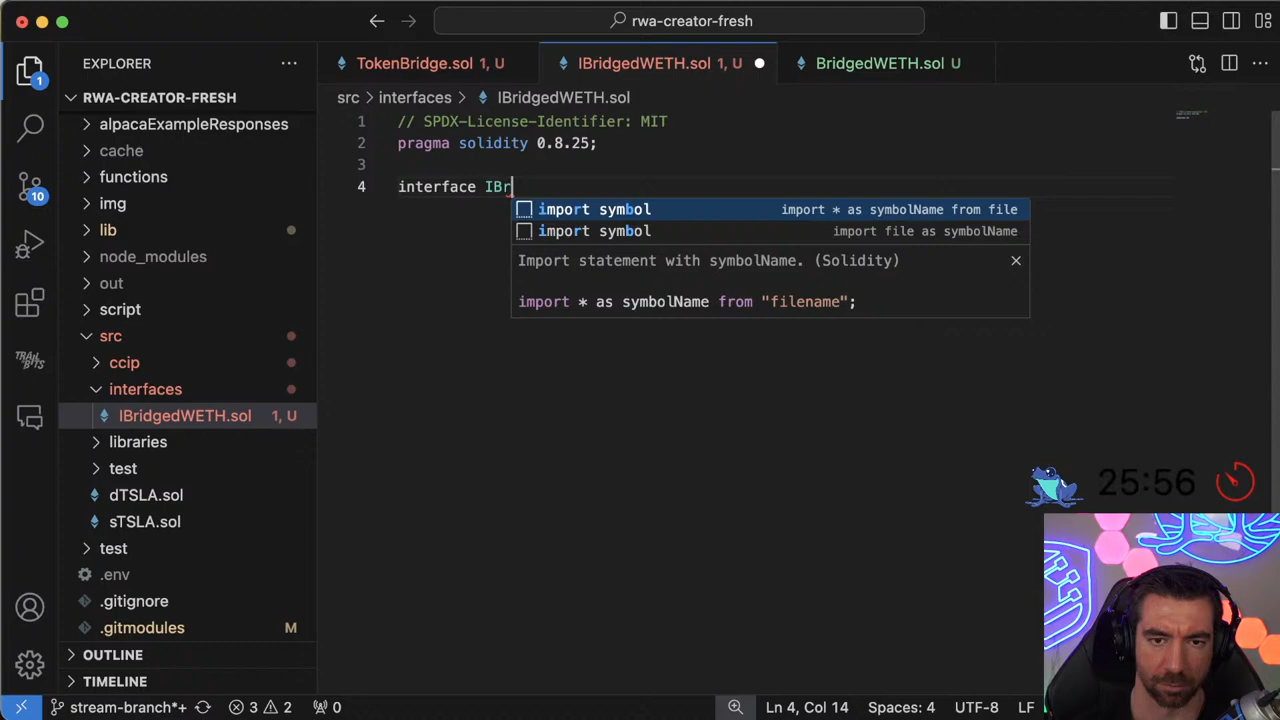 rwa-creator-fresh
EXPLORER
TokenBridge.sol 1, U
IBridgedWETH.sol 1, U
BridgedWETH.sol U
RWA-CREATOR-FRESH
src > interfaces > IBridgedWETH.sol
alpacaExampleResponses
cache
functions
img
lib
node_modules
out
script
src
ccip
interfaces
IBridgedWETH.sol 1, U
libraries
test
dTSLA.sol
sTSLA.sol
test
.env
.gitignore
.gitmodules M
OUTLINE
TIMELINE
1
10
TRAIL OF BITS
1 // SPDX-License-Identifier: MIT
2 pragma solidity 0.8.25;
3
4 interface IBr
import symbol import * as symbolName from file
import symbol import file as symbolName
Import statement with symbolName. (Solidity)
import * as symbolName from "filename";
25:56
stream-branch*+ 3 2 0 Ln 4, Col 14 Spaces: 4 UTF-8 LF